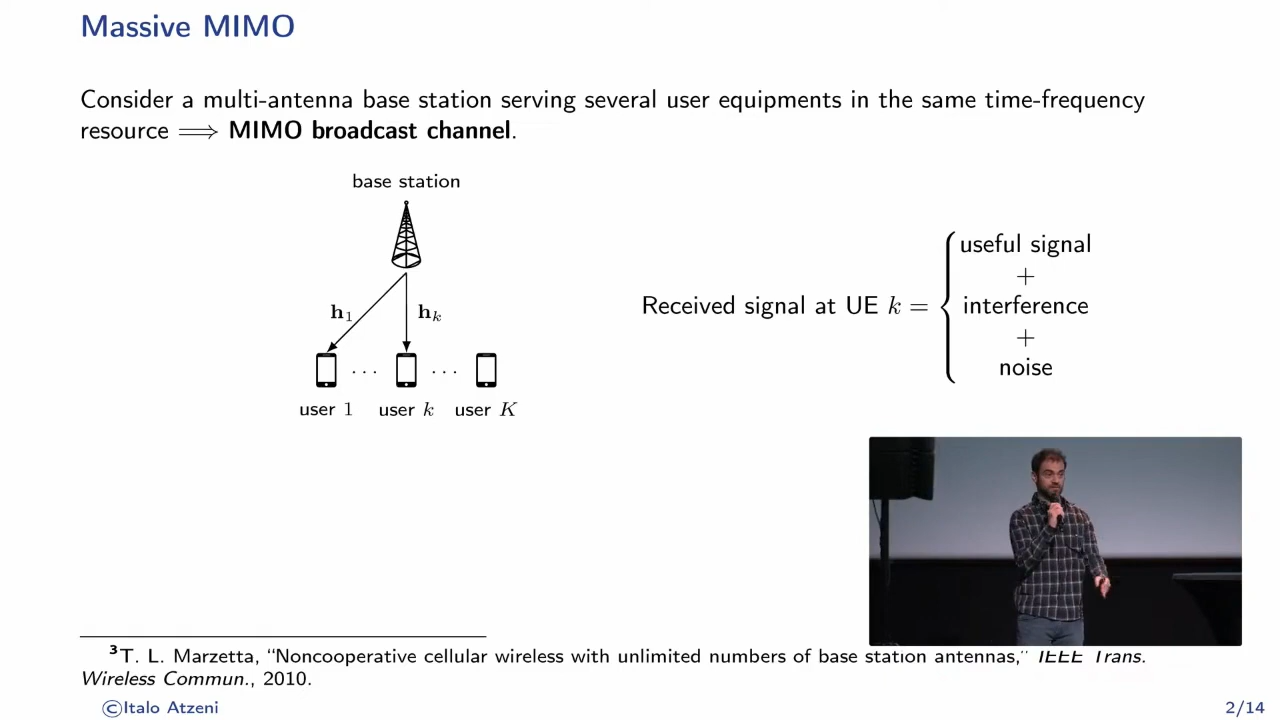 Massive MIMO
Consider a multi-antenna base station serving several user equipments in the same time-frequency
resource ⟹ MIMO broadcast channel.
base station
h₁
hₖ
· · ·
· · ·
user 1
user k
user K
Received signal at UE k = {
useful signal
+
interference
+
noise
³T. L. Marzetta, “Noncooperative cellular wireless with unlimited numbers of base station antennas,” IEEE Trans.
Wireless Commun., 2010.
©Italo Atzeni
2/14